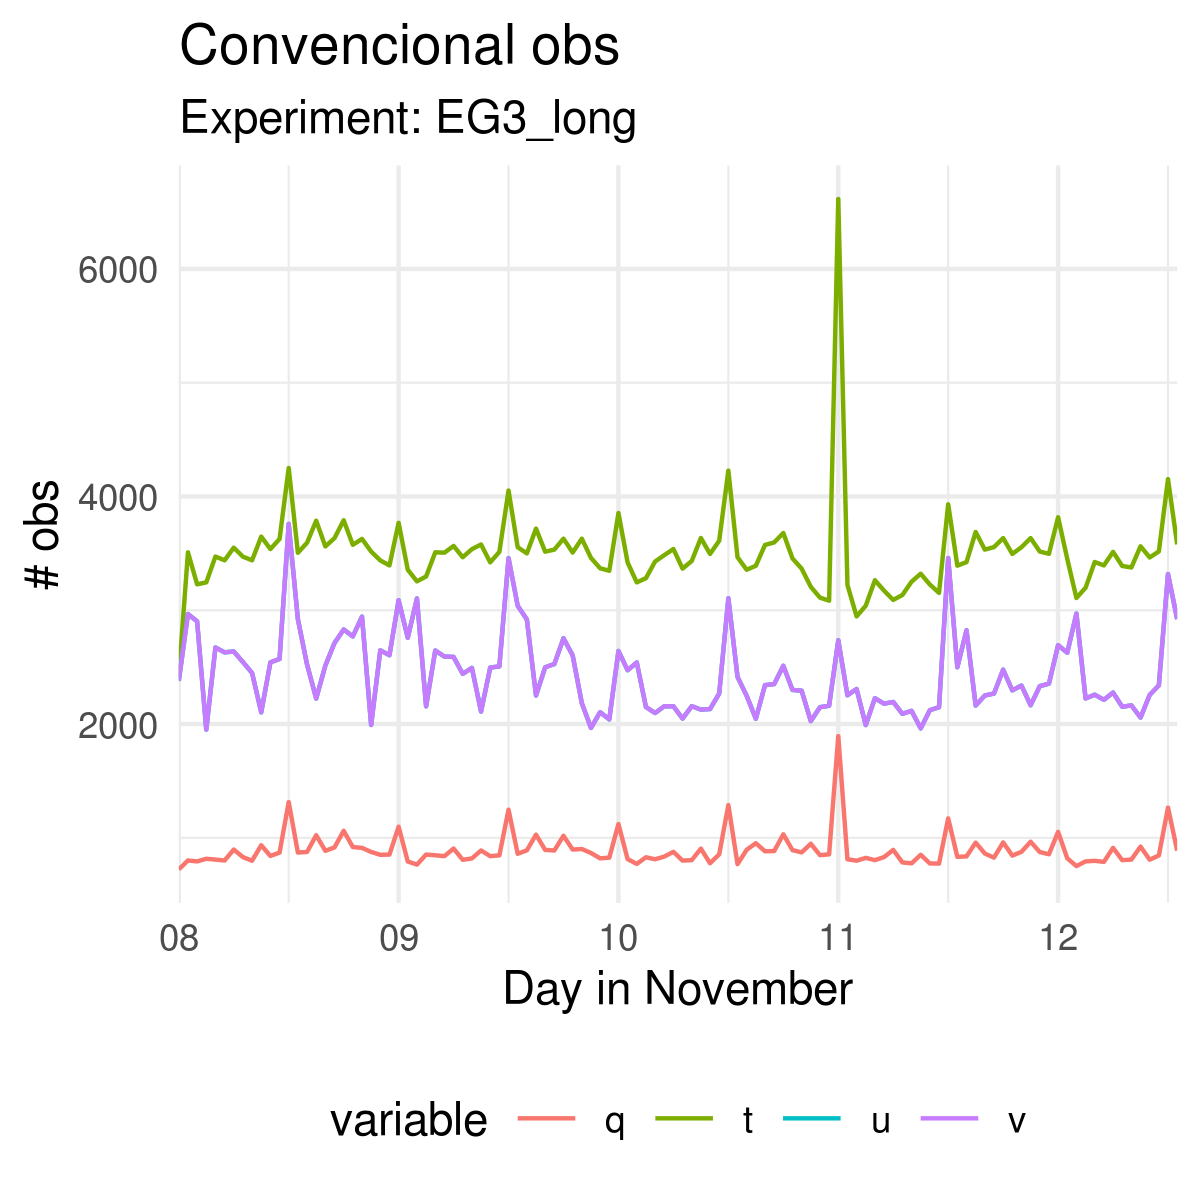 Convencional obs
Experiment: EG3_long
6000
4000
2000
# obs
08 09 10 11 12
Day in November
variable q t u v